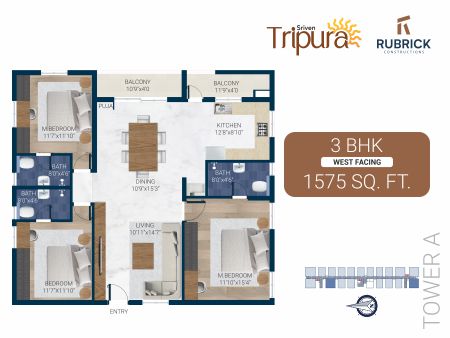 Sriven
Tripura
RUBRICK
CONSTRUCTIONS
BALCONY
10'9"x4'0"
BALCONY
11'9"x4'0"
PUJA
M.BEDROOM
11'7"x11'10"
KITCHEN
12'8"x8'10"
3 BHK
WEST FACING
1575 SQ. FT.
BATH
8'0"x4'6"
DINING
10'9"x15'3"
BATH
8'0"x4'6"
BATH
8'0"x4'6"
LIVING
10'11"x14'7"
BEDROOM
11'7"x11'10"
M.BEDROOM
11'10"x15'4"
ENTRY
TOWER A